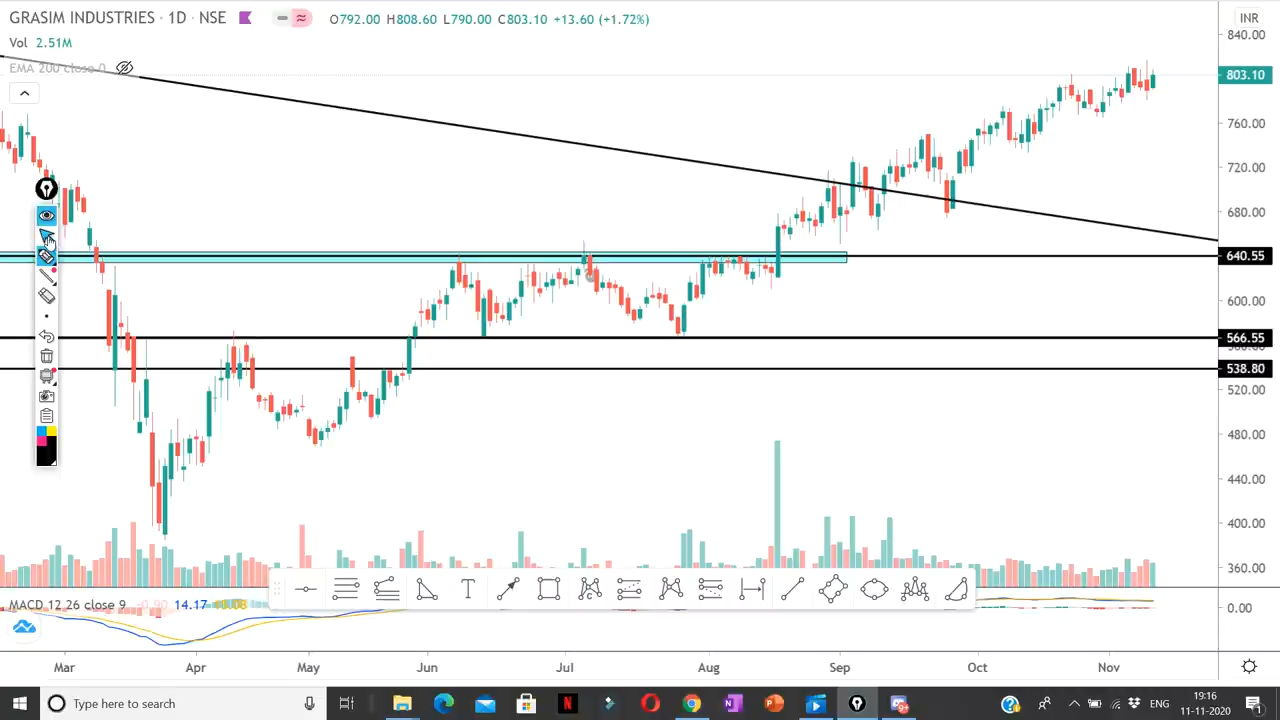 GRASIM INDUSTRIES · 1D · NSE O792.00 H808.60 L790.00 C803.10 +13.60 (+1.72%)
INR
Vol 2.51M
EMA 200 close 0
840.00
803.10
760.00
720.00
680.00
640.55
600.00
566.55
538.80
520.00
480.00
440.00
400.00
360.00
T
MACD 12 26 close 9 -0.90 14.17
0.00
Mar Apr May Jun Jul Aug Sep Oct Nov
Type here to search
N
ENG
19:16
11-11-2020